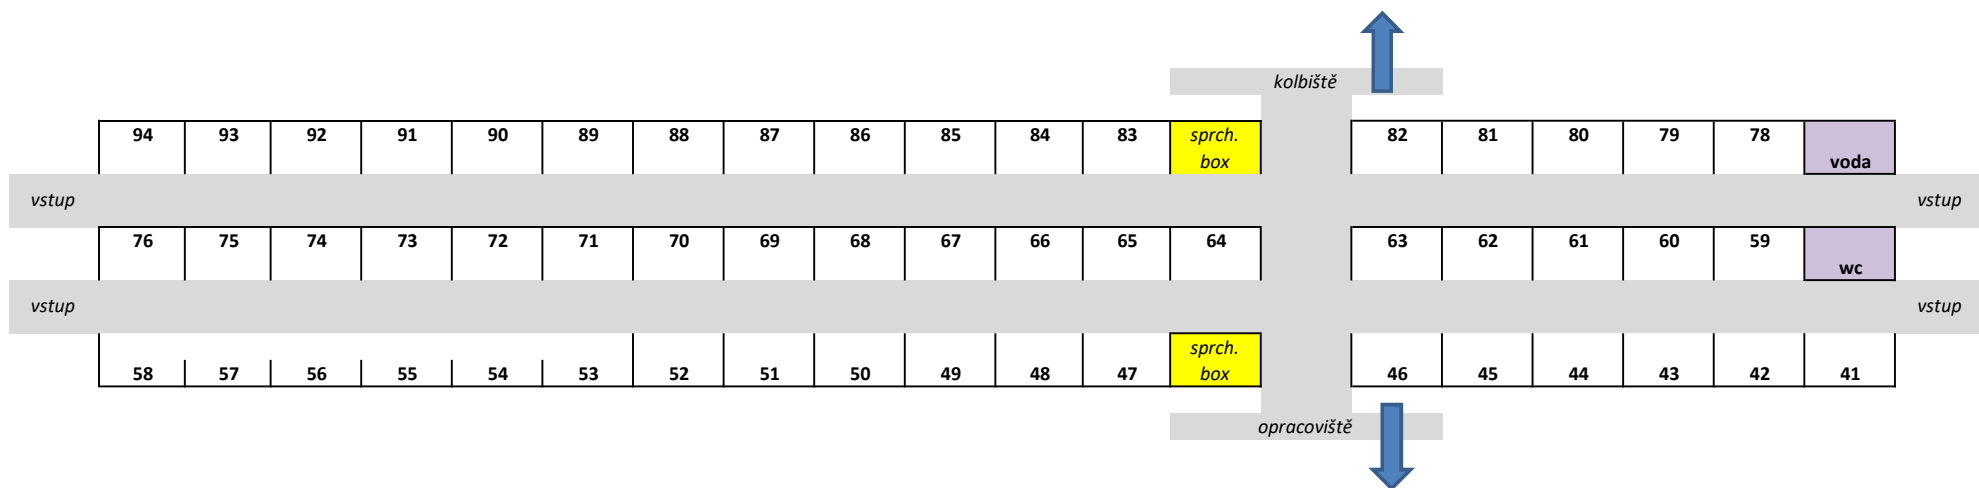 kolbiště
94 93 92 91 90 89 88 87 86 85 84 83 sprch. 82 81 80 79 78
box voda
vstup vstup
76 75 74 73 72 71 70 69 68 67 66 65 64 63 62 61 60 59
wc
vstup vstup
sprch.
58 57 56 55 54 53 52 51 50 49 48 47 box 46 45 44 43 42 41
opracoviště